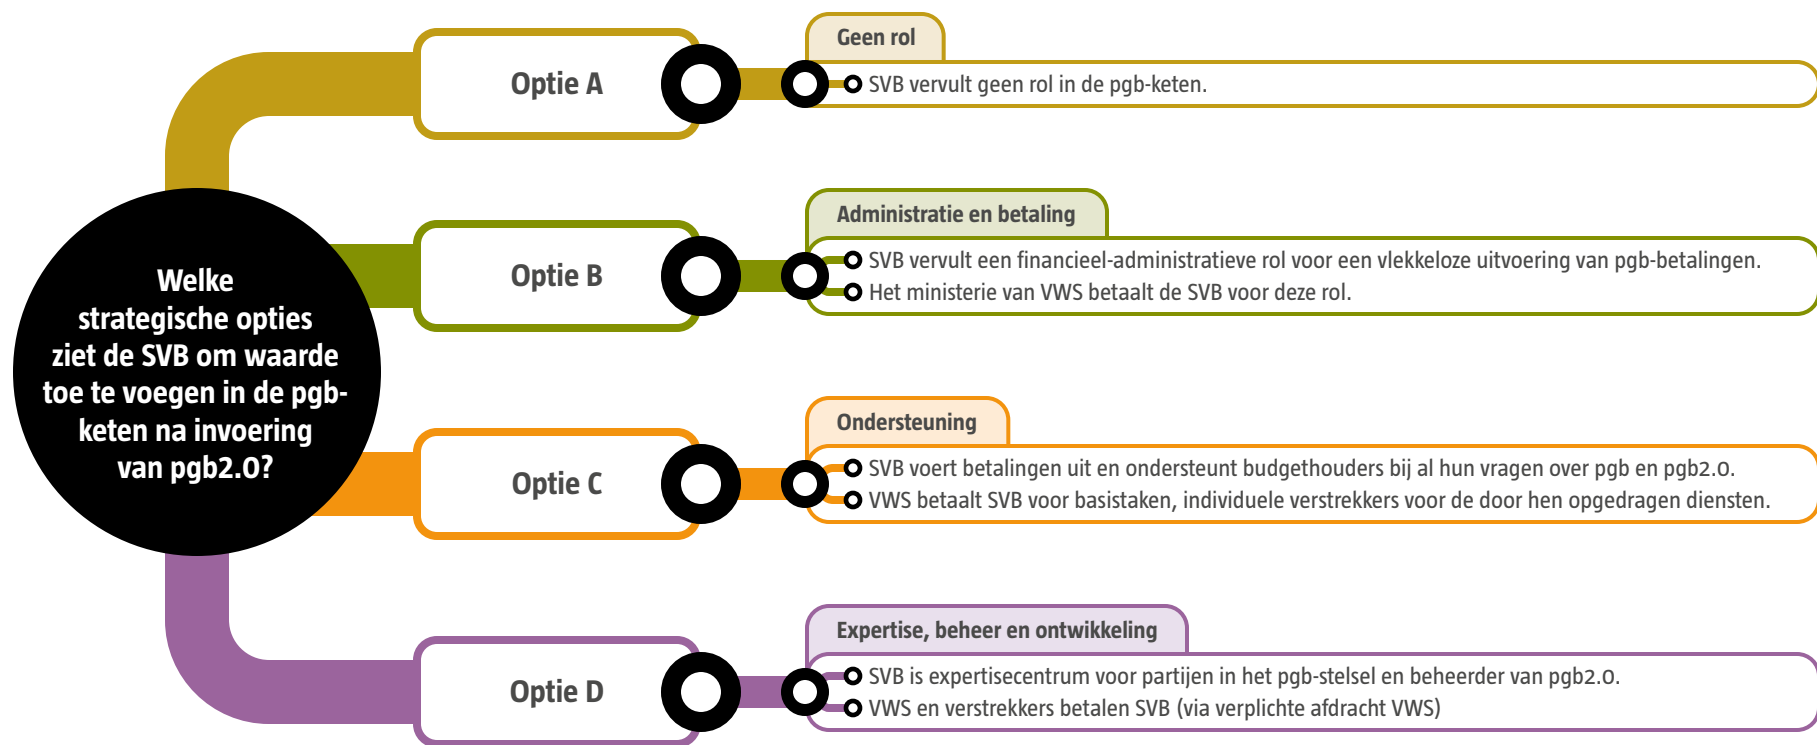 Welke
strategische opties
ziet de SVB om waarde
toe te voegen in de pgb-
keten na invoering
van pgb2.0?
Optie A
Geen rol
SVB vervult geen rol in de pgb-keten.
Optie B
Administratie en betaling
SVB vervult een financieel-administratieve rol voor een vlekkeloze uitvoering van pgb-betalingen.
Het ministerie van VWS betaalt de SVB voor deze rol.
Optie C
Ondersteuning
SVB voert betalingen uit en ondersteunt budgethouders bij al hun vragen over pgb en pgb2.0.
VWS betaalt SVB voor basistaken, individuele verstrekkers voor de door hen opgedragen diensten.
Optie D
Expertise, beheer en ontwikkeling
SVB is expertisecentrum voor partijen in het pgb-stelsel en beheerder van pgb2.0.
VWS en verstrekkers betalen SVB (via verplichte afdracht VWS)